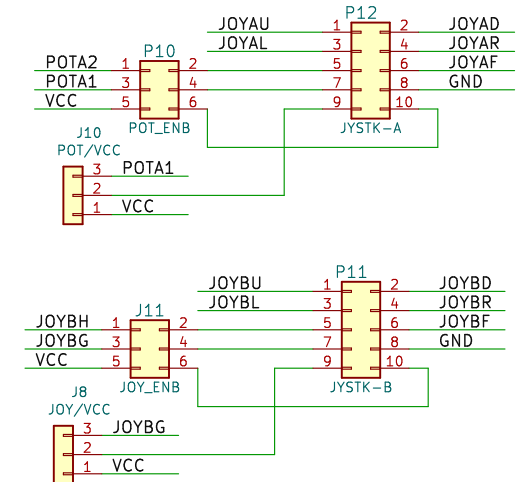 JOYAU 1 P12 2 JOYAD
JOYAL 3 4 JOYAR
P10
POTA2 1 2 5 6 JOYAF
POTA1 3 4 7 8 GND
VCC 5 6 9 10
POT_ENB JYSTK-A
J10
POT/VCC
3 POTA1
2
1 VCC
P11
JOYBU 1 2 JOYBD
JOYBL 3 4 JOYBR
J11
JOYBH 1 2 5 6 JOYBF
JOYBG 3 4 7 8 GND
VCC 5 6 9 10
JOY_ENB JYSTK-B
J8
JOY/VCC
3 JOYBG
2
1 VCC